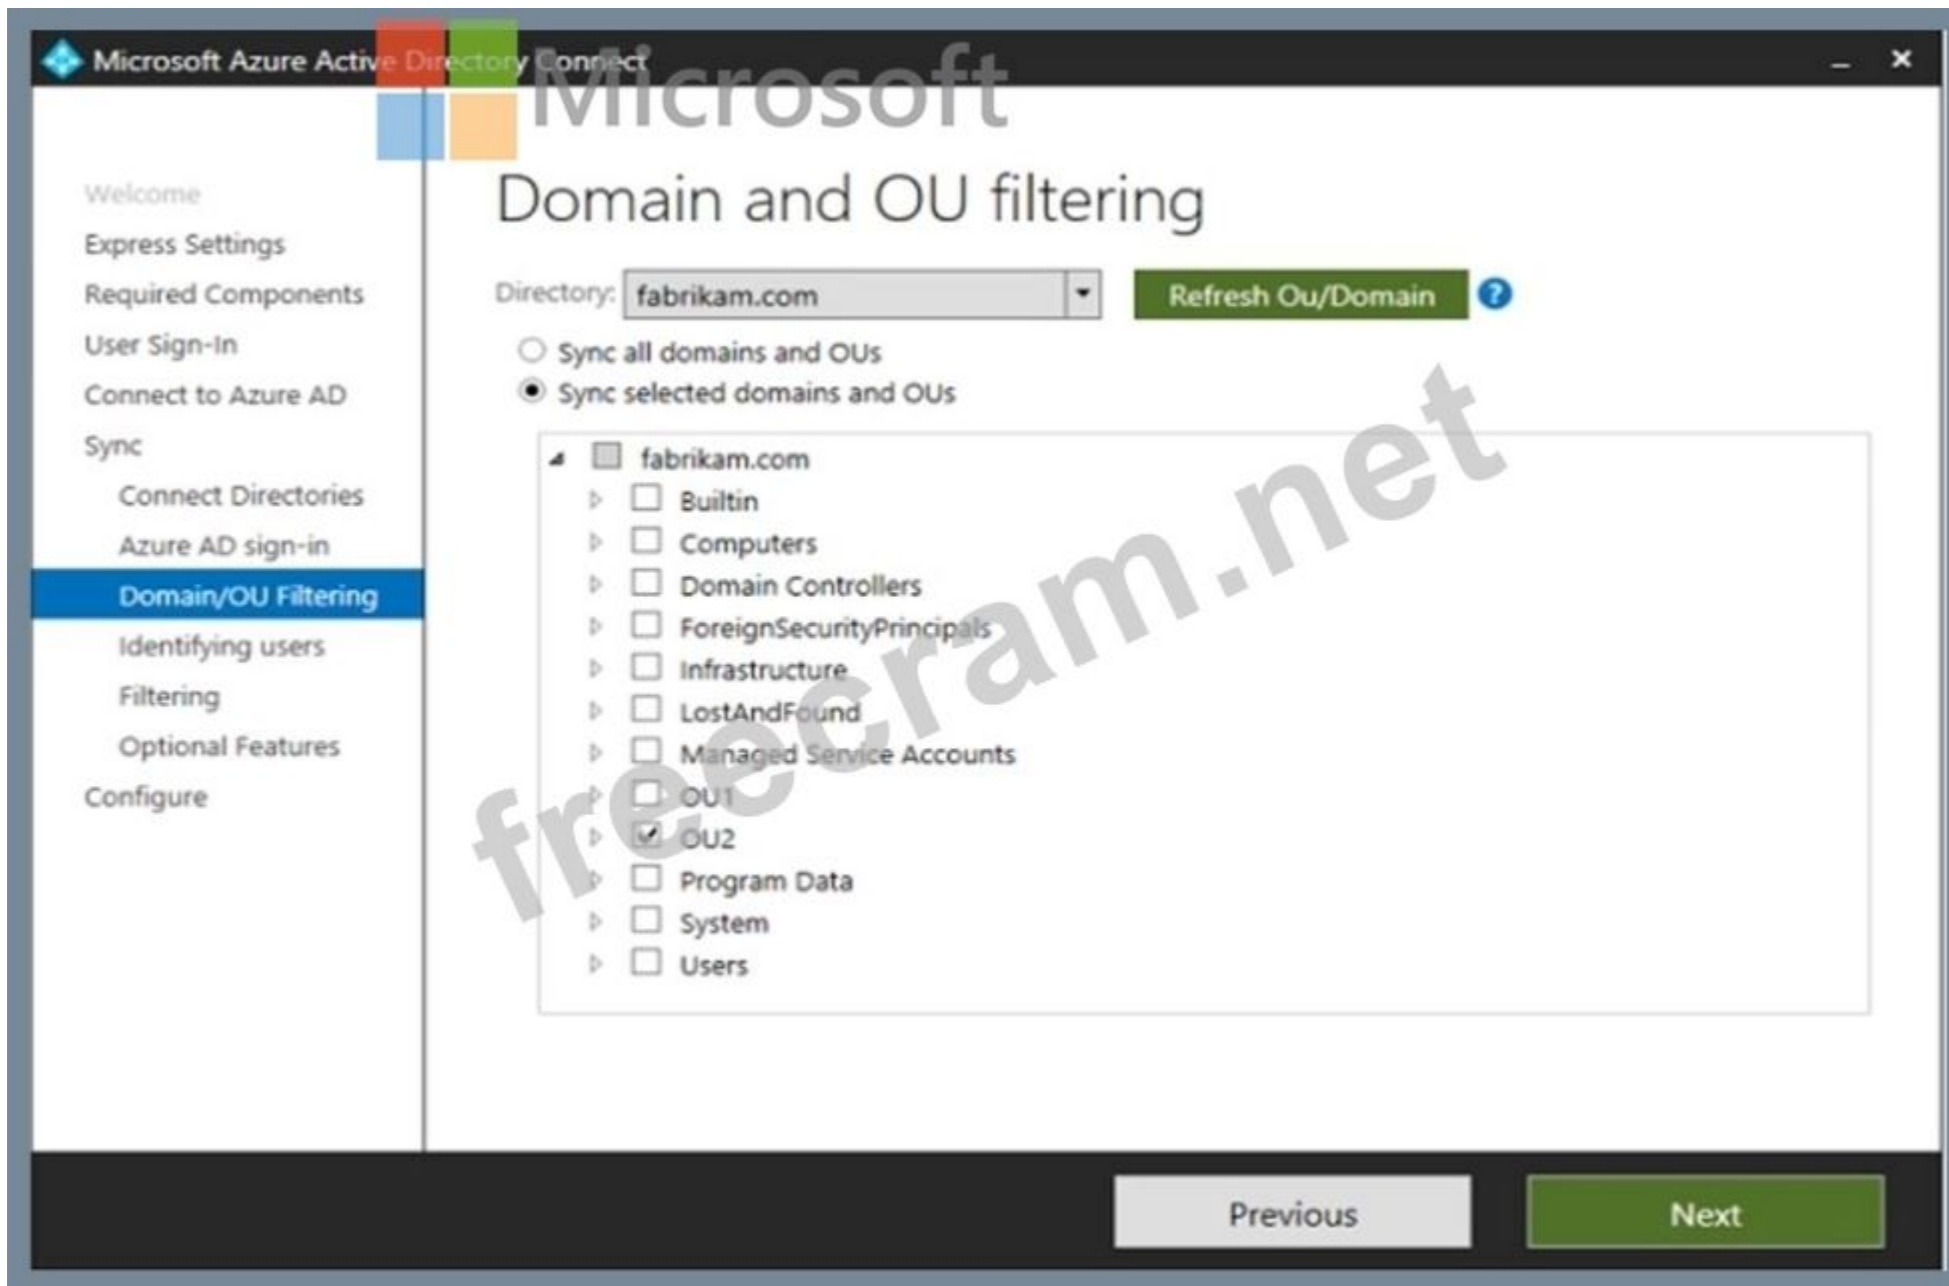 Microsoft Azure Active Directory Connect
Microsoft
Welcome
Express Settings
Required Components
User Sign-In
Connect to Azure AD
Sync
Connect Directories
Azure AD sign-in
Domain/OU Filtering
Identifying users
Filtering
Optional Features
Configure
Domain and OU filtering
Directory: fabrikam.com
Refresh Ou/Domain ?
Sync all domains and OUs
Sync selected domains and OUs
fabrikam.com
Builtin
Computers
Domain Controllers
ForeignSecurityPrincipals
Infrastructure
LostAndFound
Managed Service Accounts
OU1
OU2
Program Data
System
Users
freecram.net
Previous
Next